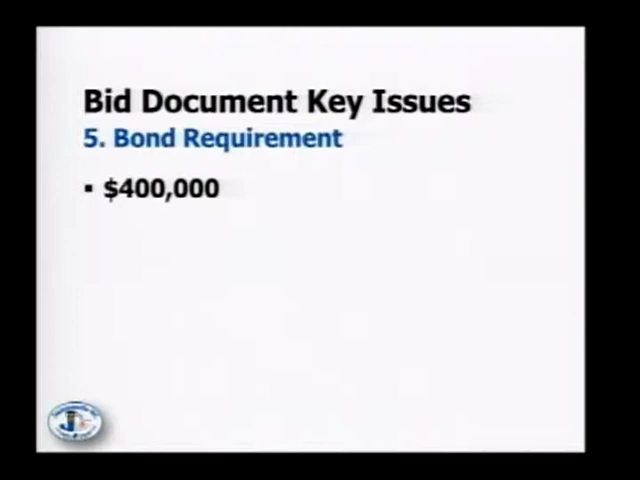 Bid Document Key Issues
5. Bond Requirement
▪ $400,000